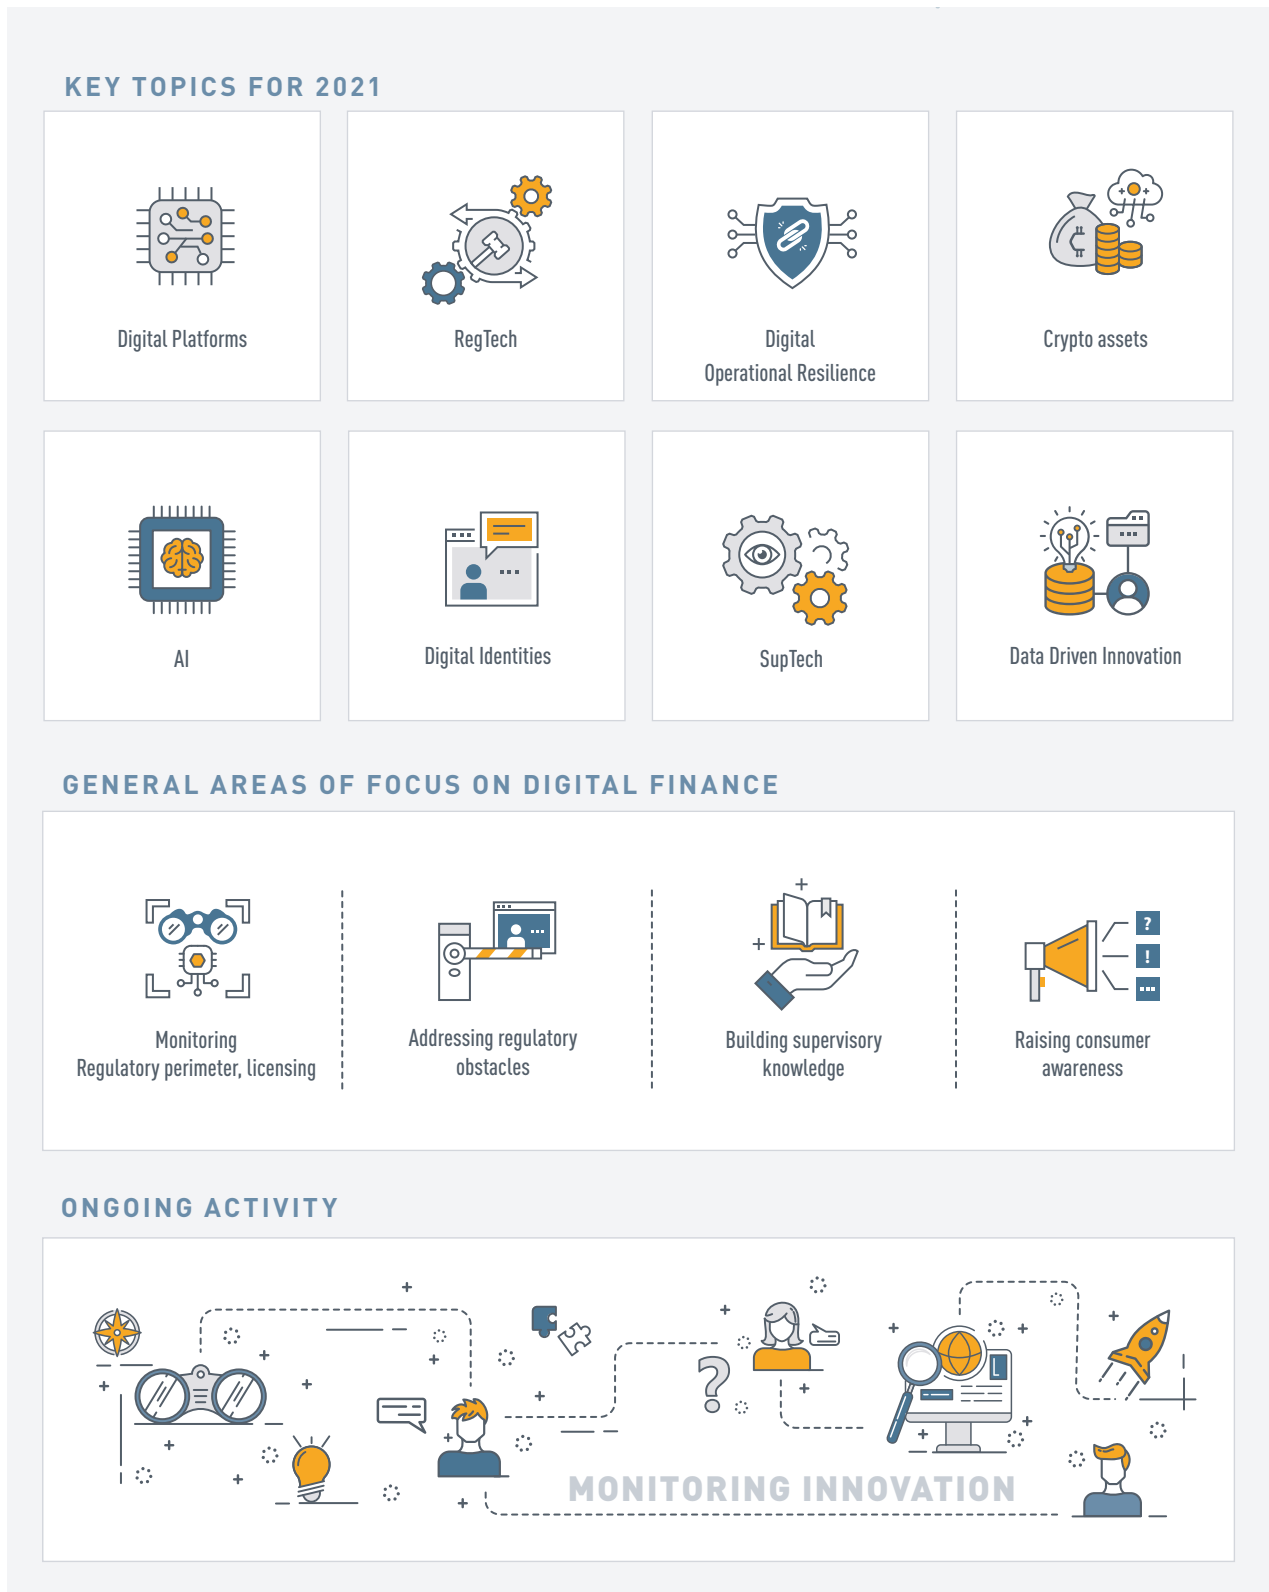 KEY TOPICS FOR 2021
Digital Platforms
RegTech
Digital
Operational Resilience
Crypto assets
AI
Digital Identities
SupTech
Data Driven Innovation
GENERAL AREAS OF FOCUS ON DIGITAL FINANCE
Monitoring
Regulatory perimeter, licensing
Addressing regulatory
obstacles
Building supervisory
knowledge
?
!
Raising consumer
awareness
ONGOING ACTIVITY
?
MONITORING INNOVATION